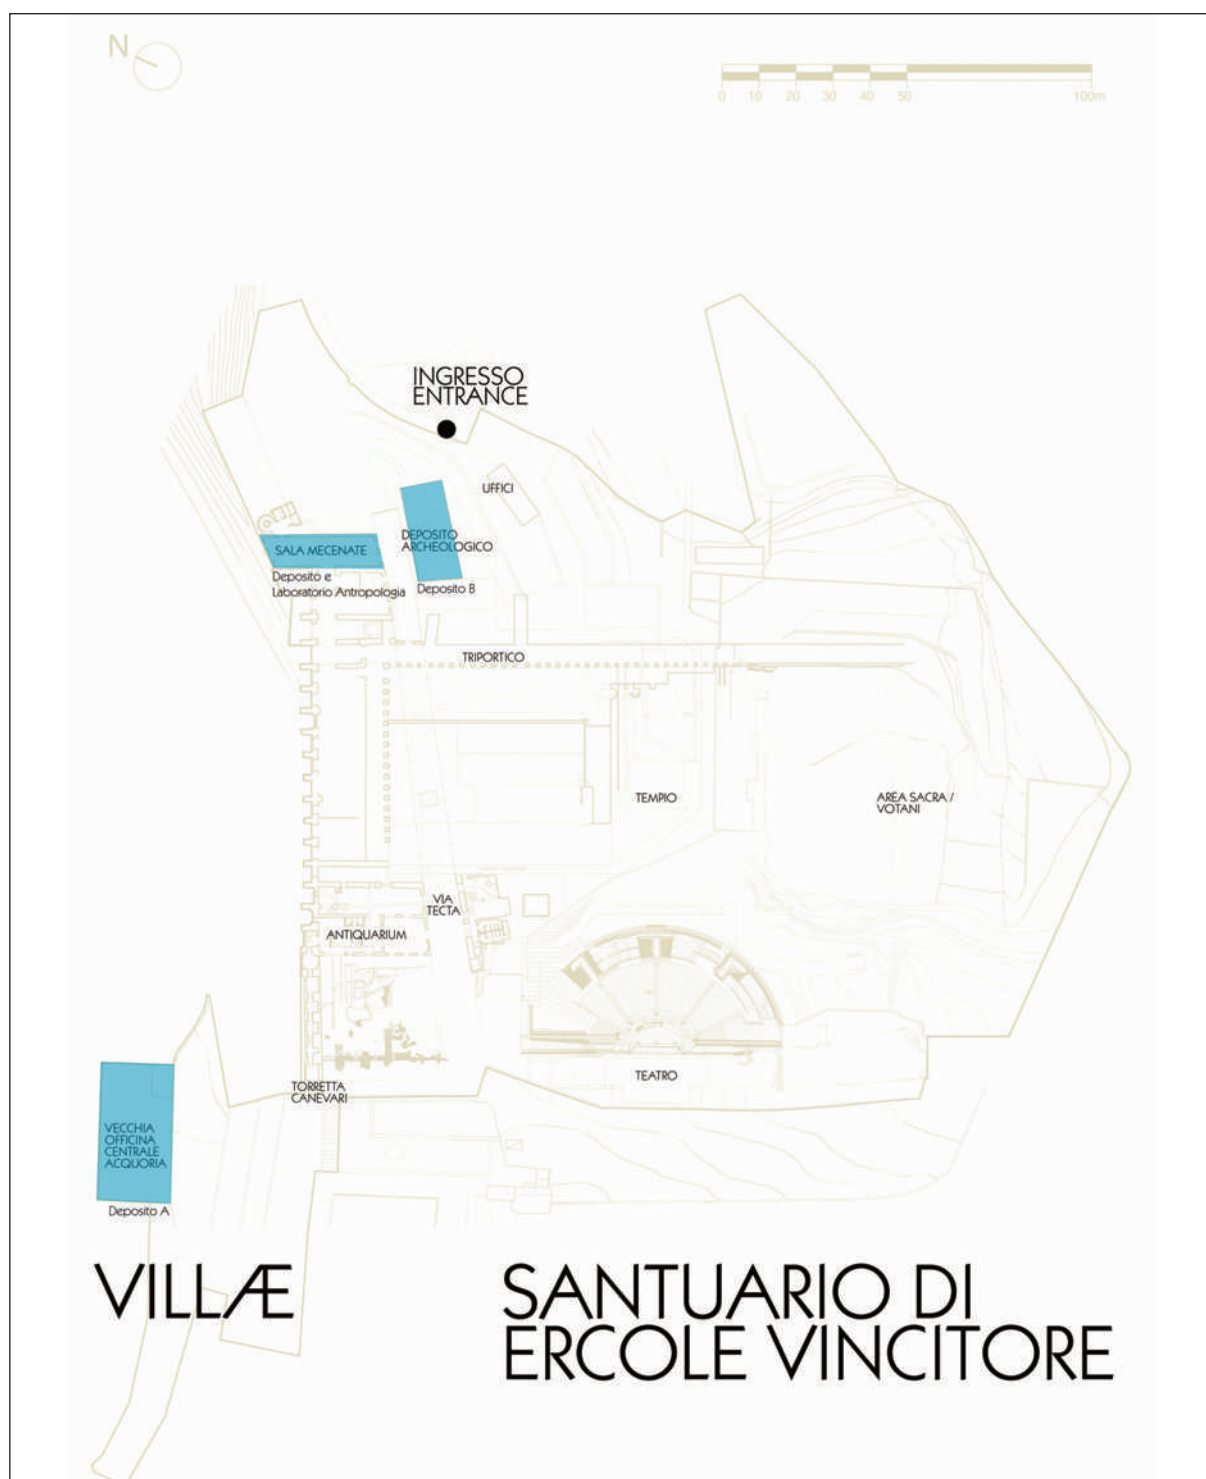 N
0 10 20 30 40 50 100m
INGRESSO
ENTRANCE
UFFICI
DEPOSITO
ARCHEOLOGICO
SALA MECENATE
Deposito e
Laboratorio Antropologia
Deposito B
TRIPORTICO
TEMPIO
AREA SACRA /
VOTANI
VIA
TECTA
ANTIQUARIUM
TEATRO
TORRETTA
CANEVARI
VECCHIA
OFFICINA
CENTRALE
ACQUORIA
Deposito A
VILLÆ
SANTUARIO DI
ERCOLE VINCITORE